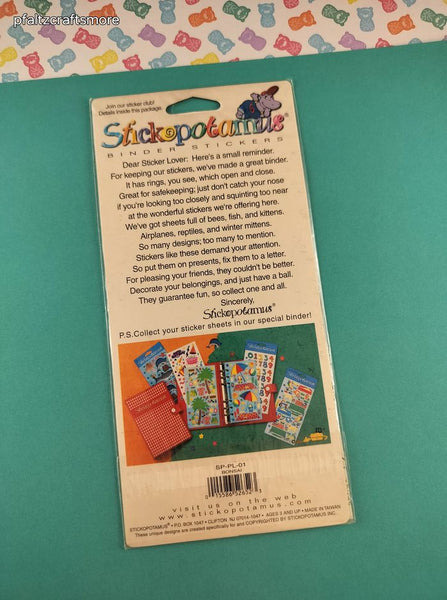 pfaltzcraftsmore
Join our sticker club!
Details inside this package.
Stickopotamus®
BINDER STICKERS
Dear Sticker Lover: Here's a small reminder.
For keeping our stickers, we've made a great binder.
It has rings, you see, which open and close.
Great for safekeeping; just don't catch your nose
if you're looking too closely and squinting too near
at the wonderful stickers we're offering here.
We've got sheets full of bees, fish, and kittens.
Airplanes, reptiles, and winter mittens.
So many designs; too many to mention.
Stickers like these demand your attention.
So put them on presents, fix them to a letter.
For pleasing your friends, they couldn't be better.
Decorate your belongings, and just have a ball.
They guarantee fun, so collect one and all.
Sincerely,
Stickopotamus®
P.S. Collect your sticker sheets in our special binder!
SP-PL-01
BONSAI
visit us on the web
www.stickopotamus.com
STICKOPOTAMUS® • P.O. BOX 1047 • CLIFTON NJ 07014-1047 • AGES 3 AND UP • MADE IN TAIWAN
These unique designs are created specifically for and COPYRIGHTED BY STICKOPOTAMUS INC.